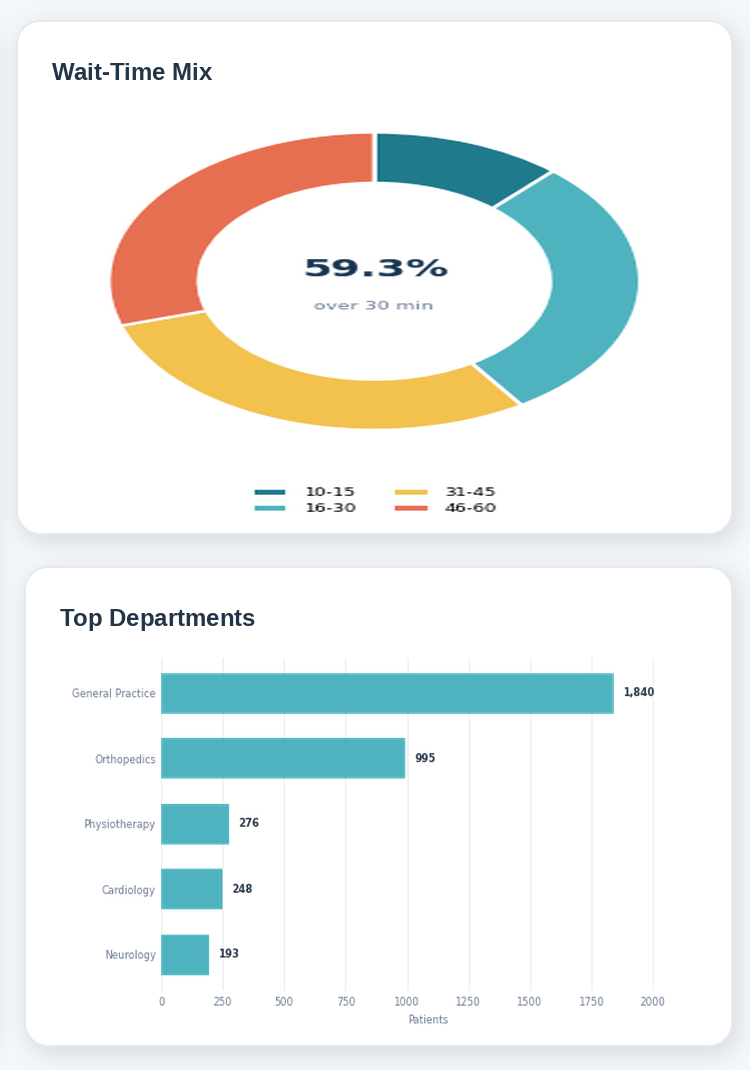 Wait-Time Mix
59.3%
over 30 min
10-15
31-45
16-30
46-60
Top Departments
General Practice
1,840
Orthopedics
995
Physiotherapy
276
Cardiology
248
Neurology
193
0 250 500 750 1000 1250 1500 1750 2000
Patients